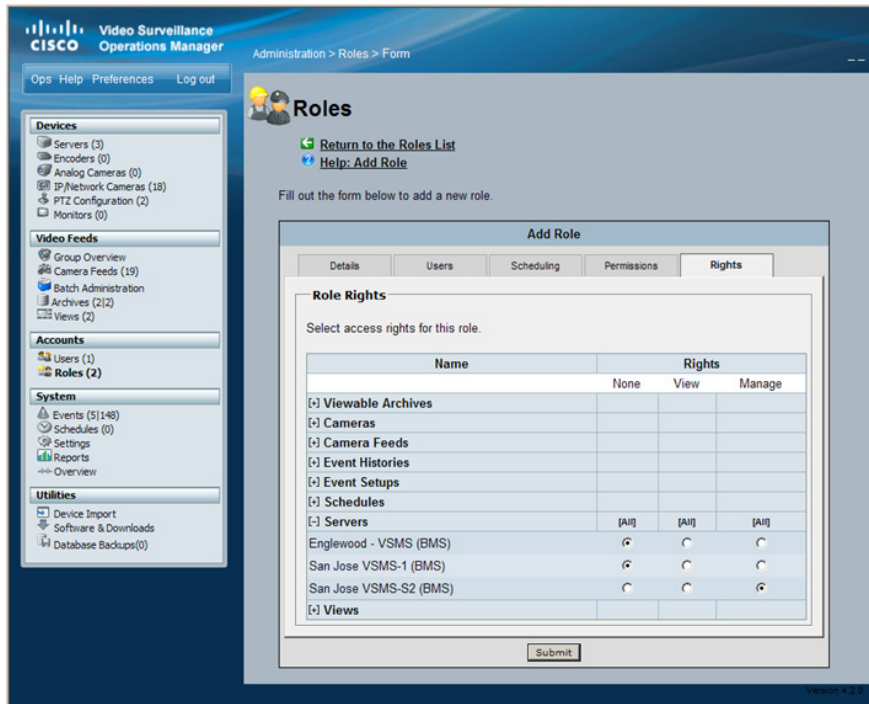 CISCO Video Surveillance Operations Manager
Ops Help Preferences Log out
Devices
Servers (3)
Encoders (0)
Analog Cameras (0)
IP/Network Cameras (18)
PTZ Configuration (2)
Monitors (0)
Video Feeds
Group Overview
Camera Feeds (19)
Batch Administration
Archives (2|2)
Views (2)
Accounts
Users (1)
Roles (2)
System
Events (5|148)
Schedules (0)
Settings
Reports
Overview
Utilities
Device Import
Software & Downloads
Database Backups(0)
Administration > Roles > Form
Roles
Return to the Roles List
Help: Add Role
Fill out the form below to add a new role.
Add Role
Details Users Scheduling Permissions Rights
Role Rights
Select access rights for this role.
Name Rights
None View Manage
[+] Viewable Archives
[+] Cameras
[+] Camera Feeds
[+] Event Histories
[+] Event Setups
[+] Schedules
[-] Servers [All] [All] [All]
Englewood - VSMS (BMS)
San Jose VSMS-1 (BMS)
San Jose VSMS-S2 (BMS)
[+] Views
Submit
Version 4.2.0